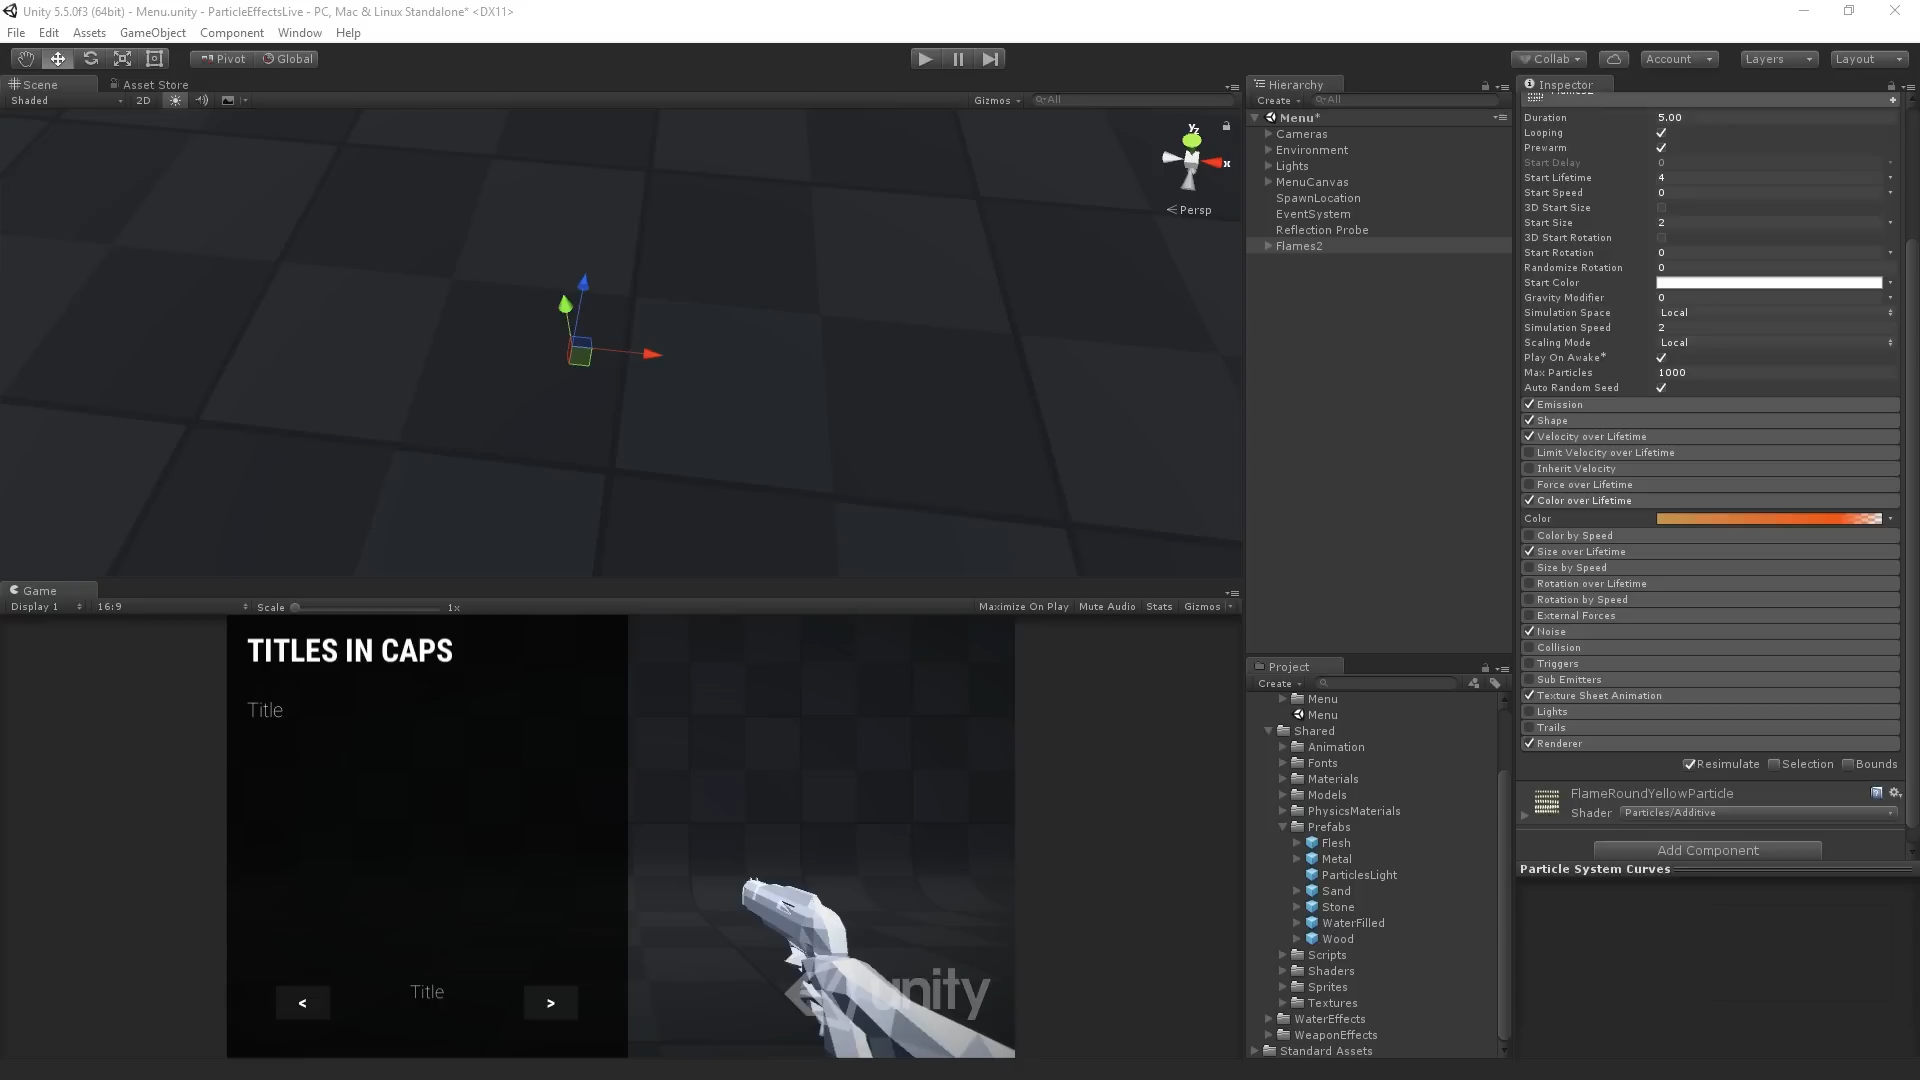 Unity 5.5.0f3 (64bit) - Menu.unity - ParticleEffectsLive - PC, Mac & Linux Standalone* <DX11>
File Edit Assets GameObject Component Window Help
Pivot Global Collab Account Layers Layout
Scene Asset Store
Shaded 2D Gizmos All
y
z
x
Persp
Game
Display 1 16:9 Scale 1x Maximize On Play Mute Audio Stats Gizmos
TITLES IN CAPS
Title
< Title >
unity
Hierarchy
Create All
Menu*
Cameras
Environment
Lights
MenuCanvas
SpawnLocation
EventSystem
Reflection Probe
Flames2
Project
Create
Menu
Menu
Shared
Animation
Fonts
Materials
Models
PhysicsMaterials
Prefabs
Flesh
Metal
ParticlesLight
Sand
Stone
WaterFilled
Wood
Scripts
Shaders
Sprites
Textures
WaterEffects
WeaponEffects
Standard Assets
Inspector
Duration 5.00
Looping
Prewarm
Start Delay 0
Start Lifetime 4
Start Speed 0
3D Start Size
Start Size 2
3D Start Rotation
Start Rotation 0
Randomize Rotation 0
Start Color
Gravity Modifier 0
Simulation Space Local
Simulation Speed 2
Scaling Mode Local
Play On Awake*
Max Particles 1000
Auto Random Seed
Emission
Shape
Velocity over Lifetime
Limit Velocity over Lifetime
Inherit Velocity
Force over Lifetime
Color over Lifetime
Color
Color by Speed
Size over Lifetime
Size by Speed
Rotation over Lifetime
Rotation by Speed
External Forces
Noise
Collision
Triggers
Sub Emitters
Texture Sheet Animation
Lights
Trails
Renderer
Resimulate Selection Bounds
FlameRoundYellowParticle
Shader Particles/Additive
Add Component
Particle System Curves